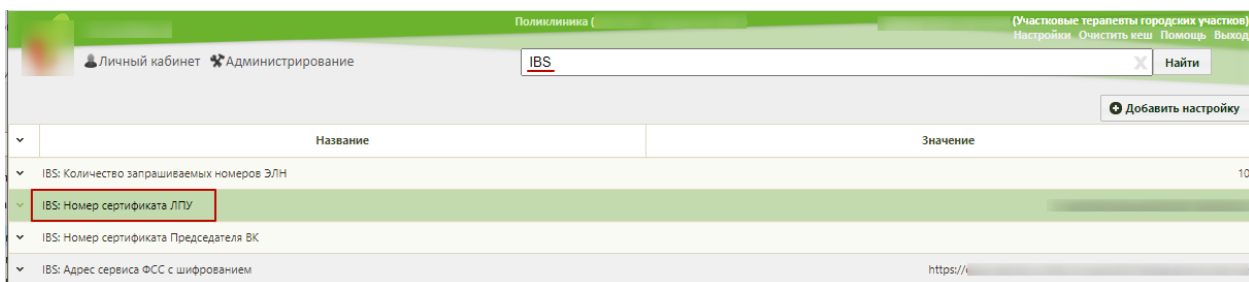 Поликлиника (
(Участковые терапевты городских участков)
Настройки Очистить кеш Помощь Выход
Личный кабинет Администрирование
IBS
X Найти
Добавить настройку
Название Значение
IBS: Количество запрашиваемых номеров ЭЛН 10
IBS: Номер сертификата ЛПУ
IBS: Номер сертификата Председателя ВК
IBS: Адрес сервиса ФСС с шифрованием https://